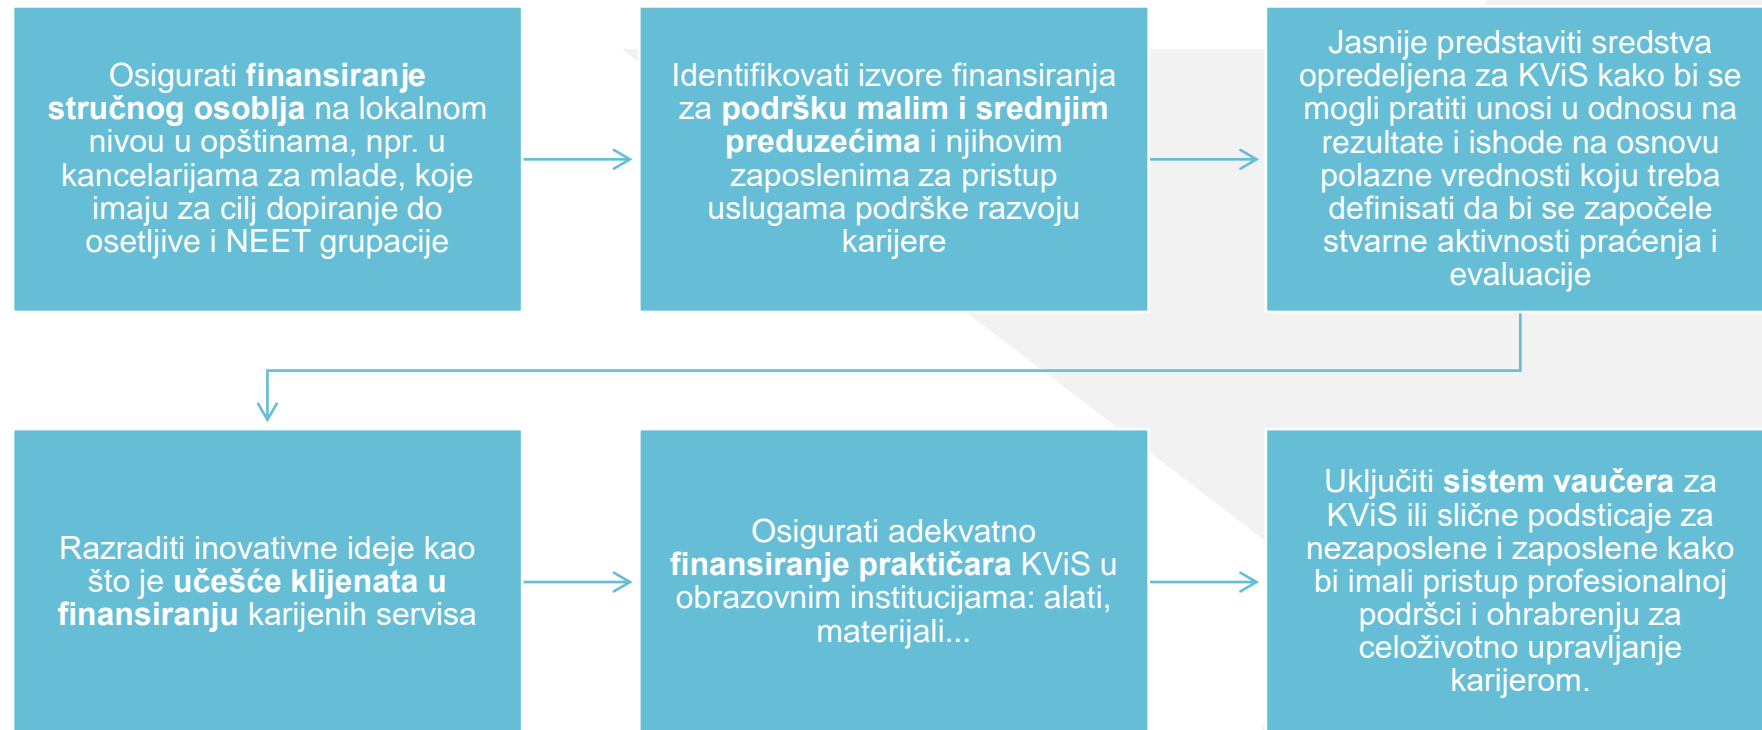 Osigurati finansiranje
stručnog osoblja na lokalnom
nivou u opštinama, npr. u
kancelarijama za mlade, koje
imaju za cilj dopiranje do
osetljive i NEET grupacije
Identifikovati izvore finansiranja
za podršku malim i srednjim
preduzećima i njihovim
zaposlenima za pristup
uslugama podrške razvoju
karijere
Jasnije predstaviti sredstva
opredeljena za KViS kako bi se
mogli pratiti unosi u odnosu na
rezultate i ishode na osnovu
polazne vrednosti koju treba
definisati da bi se započele
stvarne aktivnosti praćenja i
evaluacije
Razraditi inovativne ideje kao
što je učešće klijenata u
finansiranju karijenih servisa
Osigurati adekvatno
finansiranje praktičara KViS u
obrazovnim institucijama: alati,
materijali...
Uključiti sistem vaučera za
KViS ili slične podsticaje za
nezaposlene i zaposlene kako
bi imali pristup profesionalnoj
podršci i ohrabrenju za
celoživotno upravljanje
karijerom.